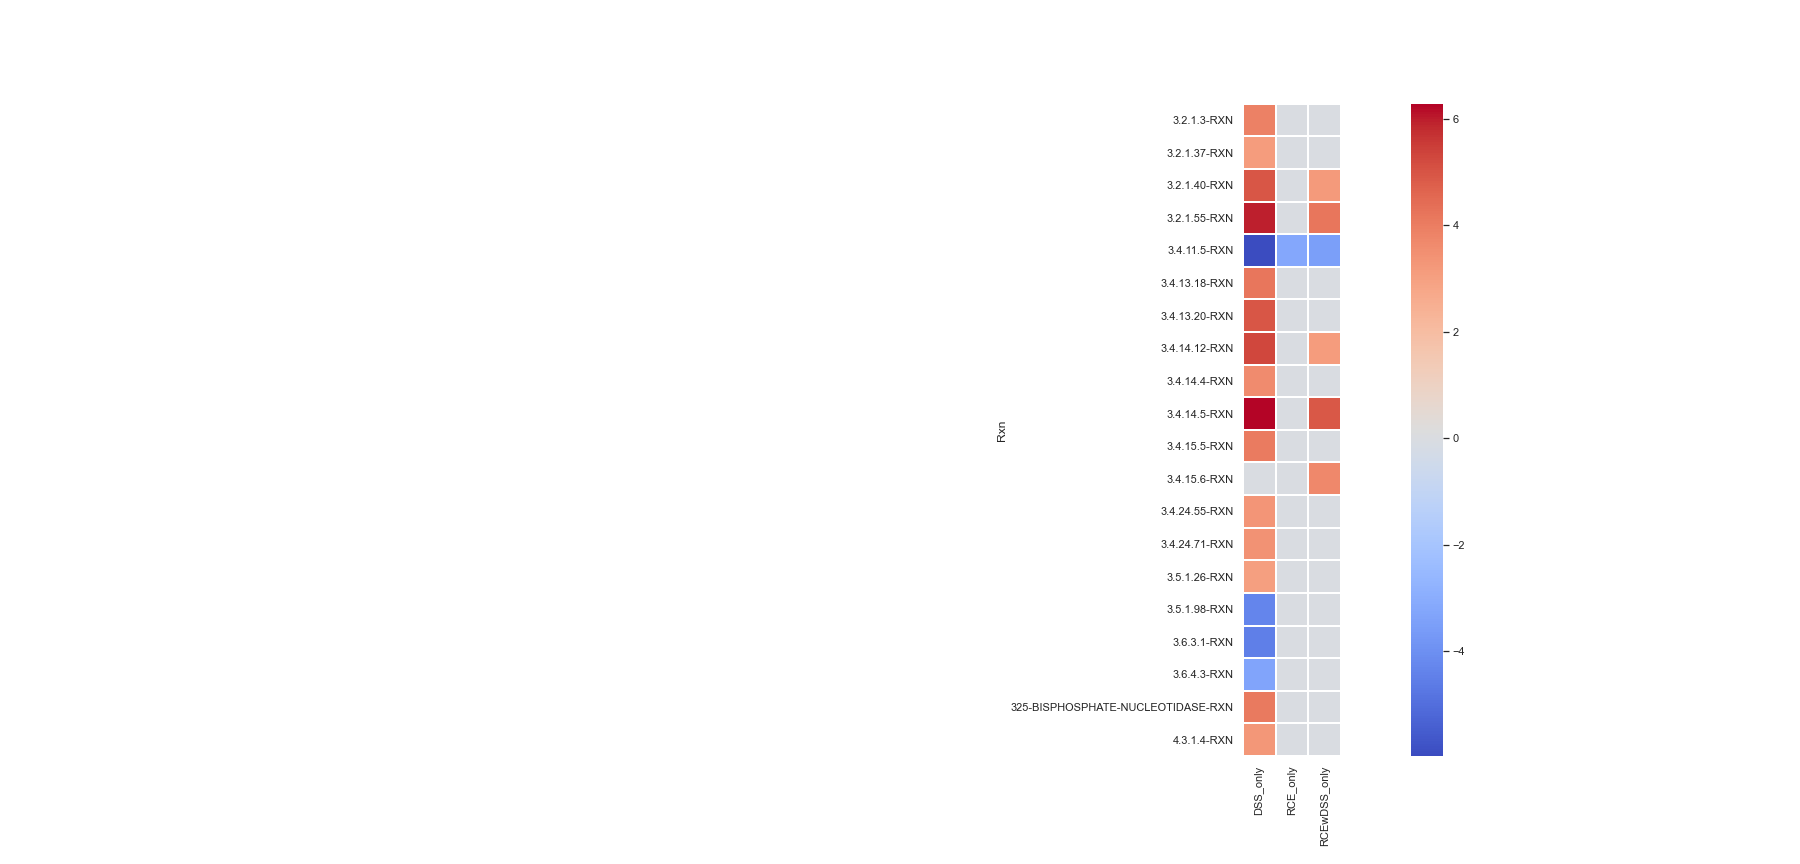 3.2.1.3-RXN
3.2.1.37-RXN
3.2.1.40-RXN
3.2.1.55-RXN
3.4.11.5-RXN
3.4.13.18-RXN
3.4.13.20-RXN
3.4.14.12-RXN
3.4.14.4-RXN
3.4.14.5-RXN
3.4.15.5-RXN
3.4.15.6-RXN
3.4.24.55-RXN
3.4.24.71-RXN
3.5.1.26-RXN
3.5.1.98-RXN
3.6.3.1-RXN
3.6.4.3-RXN
325-BISPHOSPHATE-NUCLEOTIDASE-RXN
4.3.1.4-RXN
Rxn
DSS_only
RCE_only
RCEwDSS_only
6
4
2
0
−2
−4